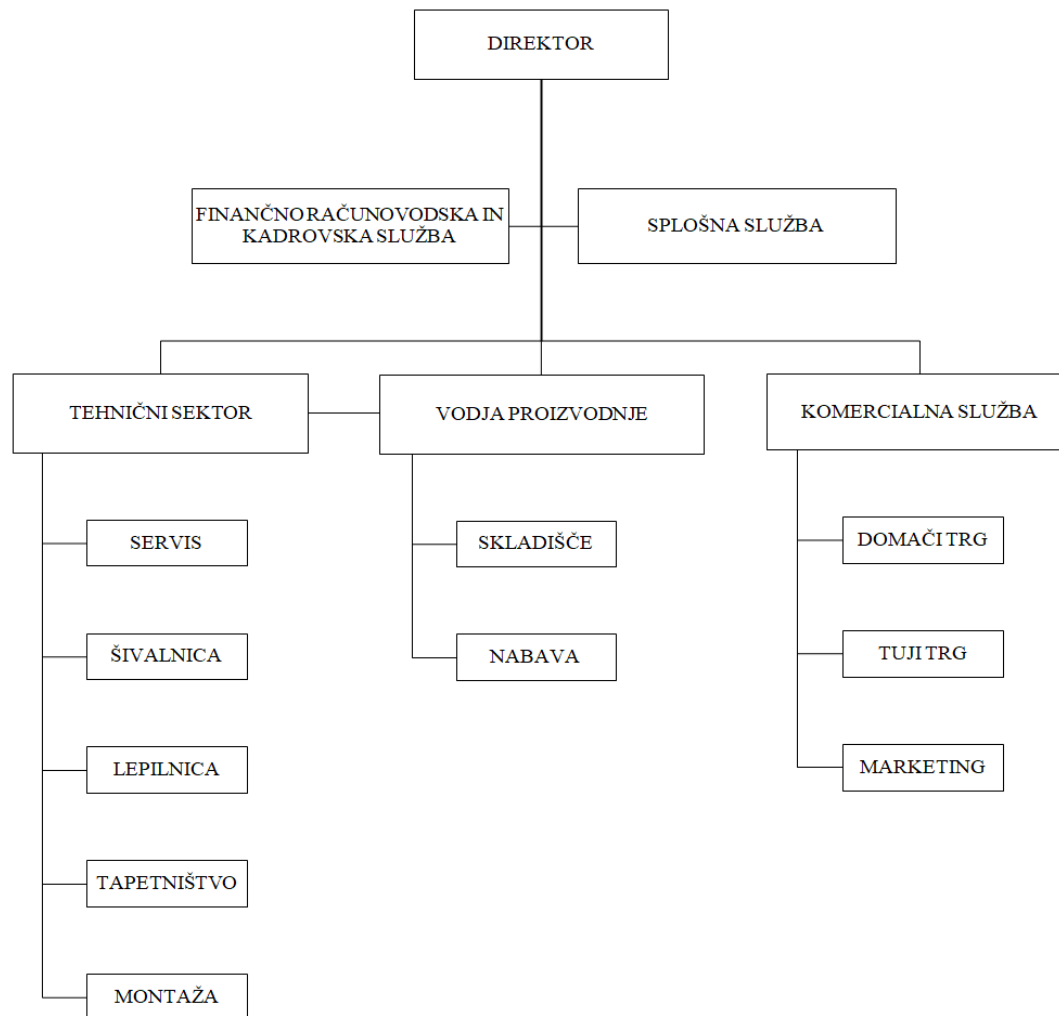 DIREKTOR
FINANČNO RAČUNOVODSKA IN
KADROVSKA SLUŽBA
SPLOŠNA SLUŽBA
TEHNIČNI SEKTOR
VODJA PROIZVODNJE
KOMERCIALNA SLUŽBA
SERVIS
ŠIVALNICA
LEPILNICA
TAPETNIŠTVO
MONTAŽA
SKLADIŠČE
NABAVA
DOMAČI TRG
TUJI TRG
MARKETING